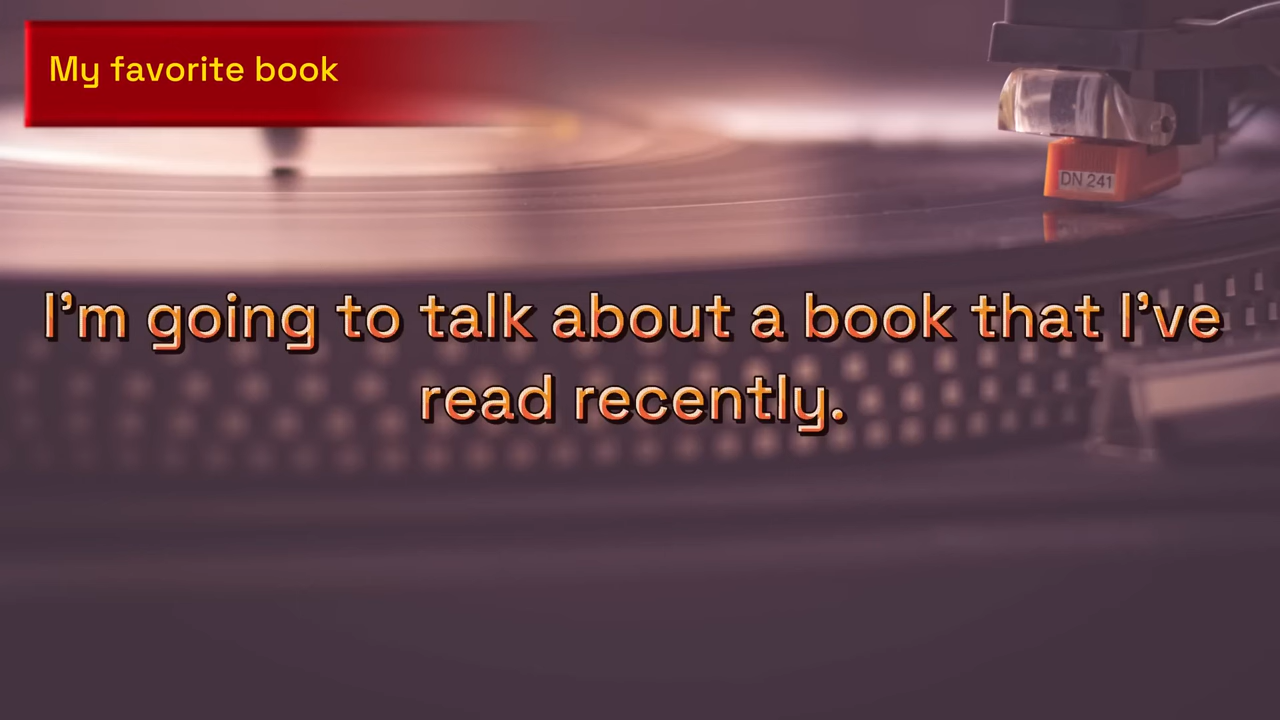 My favorite book
DN 241
I'm going to talk about a book that I've
read recently.